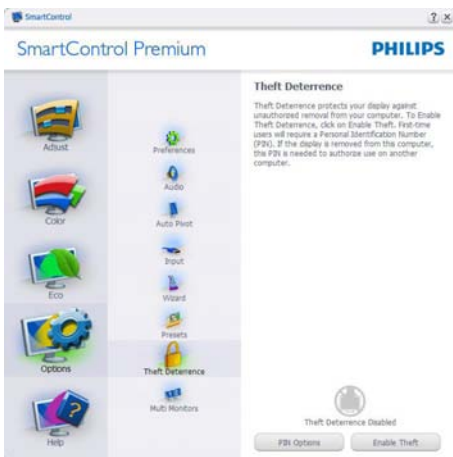 SmartControl
SmartControl Premium
PHILIPS
Adjust
Color
Eco
Options
Help
Preferences
Audio
Auto Pivot
Input
Wizard
Presets
Theft Deterrence
Multi Monitors
Theft Deterrence
Theft Deterrence protects your display against
unauthorized removal from your computer. To Enable
Theft Deterrence, click on Enable Theft. First-time
users will require a Personal Identification Number
(PIN). If the display is removed from this computer,
this PIN is needed to authorize use on another
computer.
Theft Deterrence Disabled
PIN Options
Enable Theft